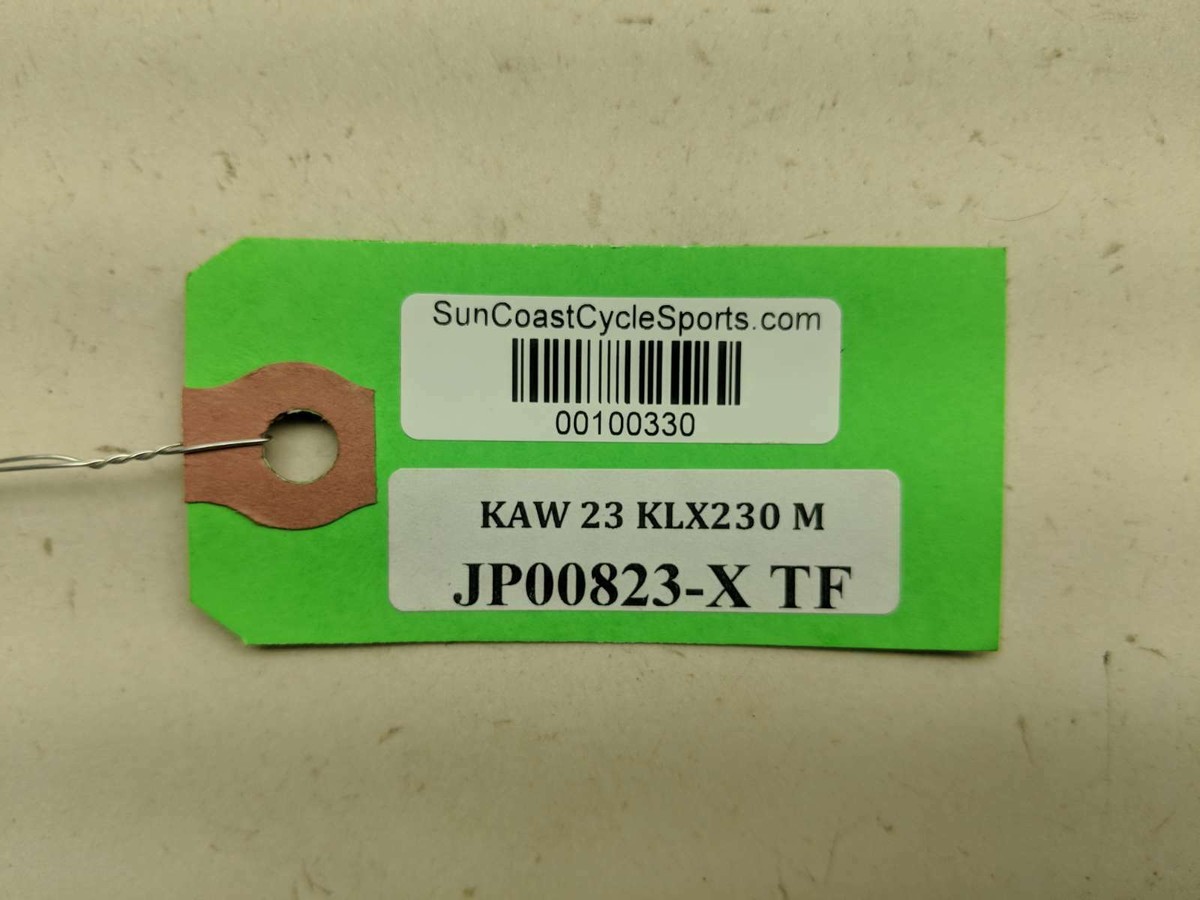 SunCoastCycleSports.com
00100330
KAW 23 KLX230 M
JP00823-X TF